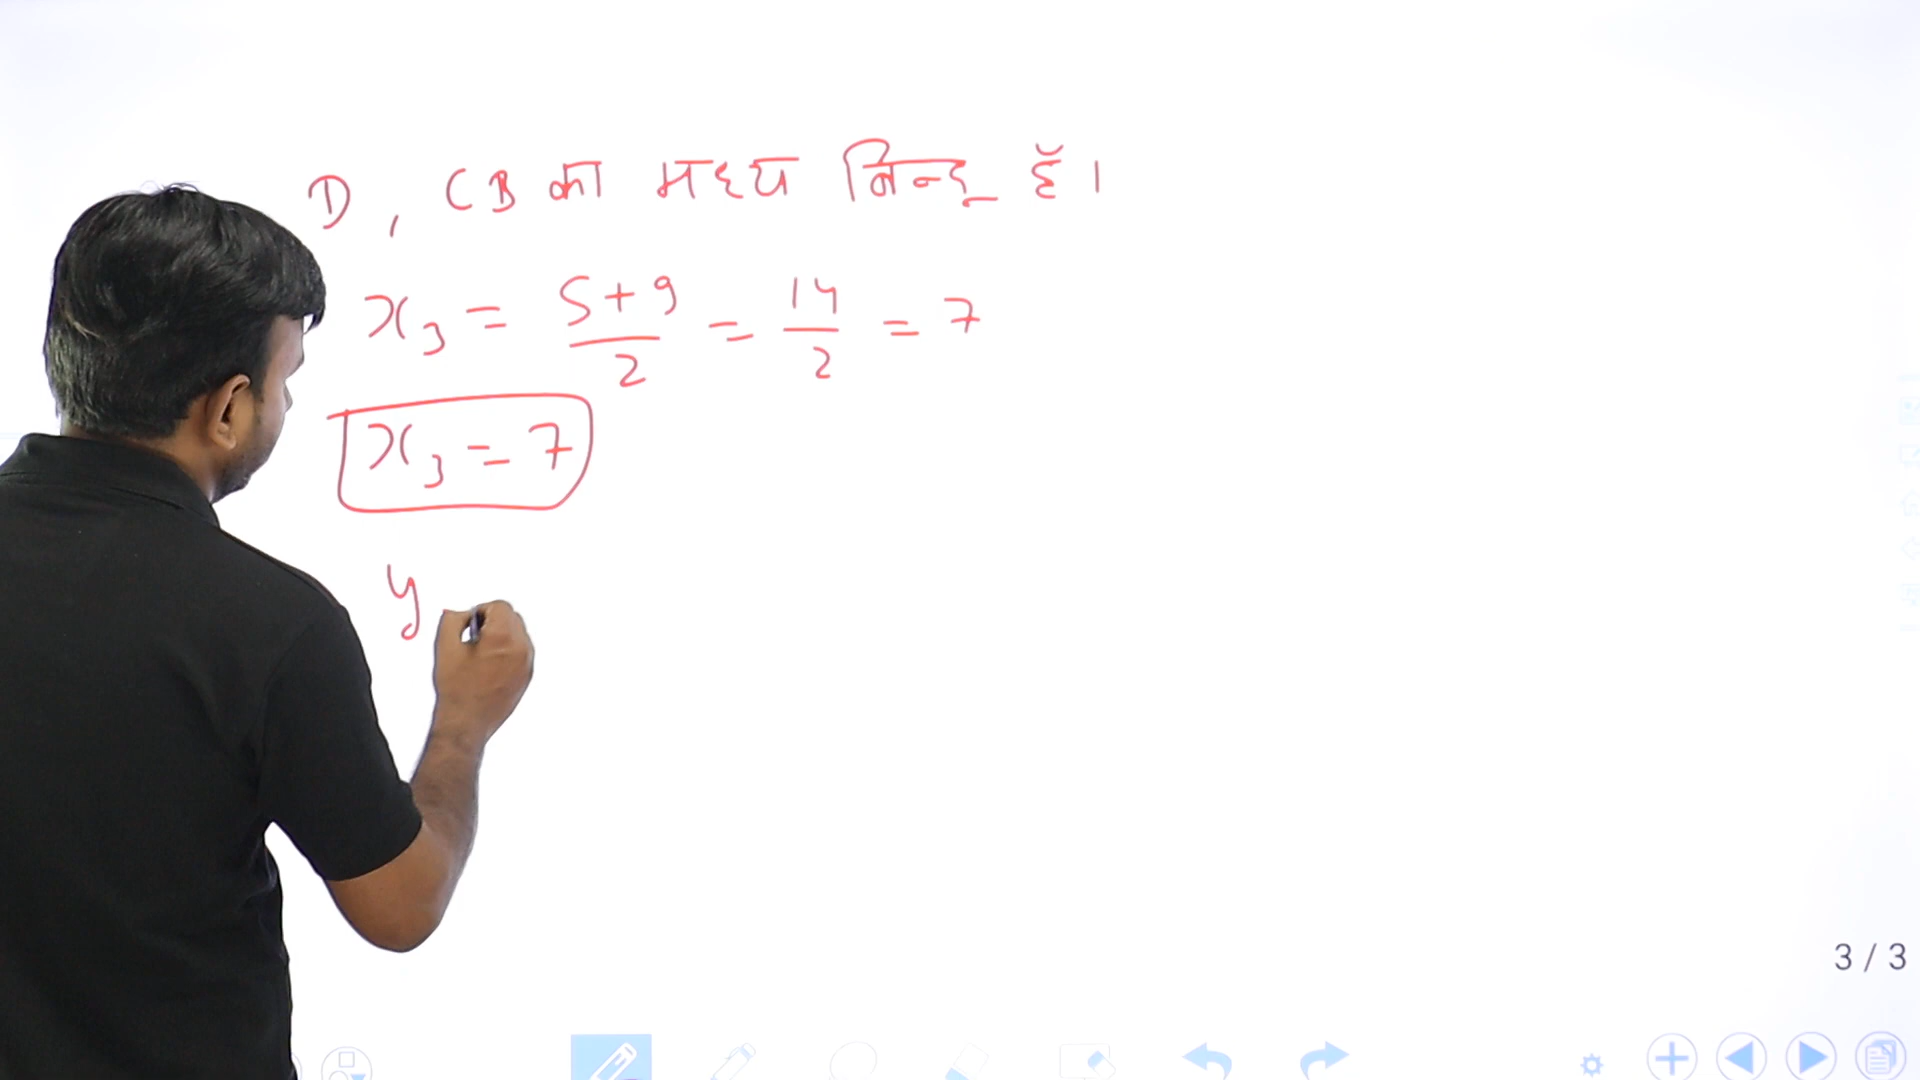 D, CB का मध्य बिन्दु है।
x₃ = 5+9/2 = 14/2 = 7
x₃ = 7
y
3 / 3